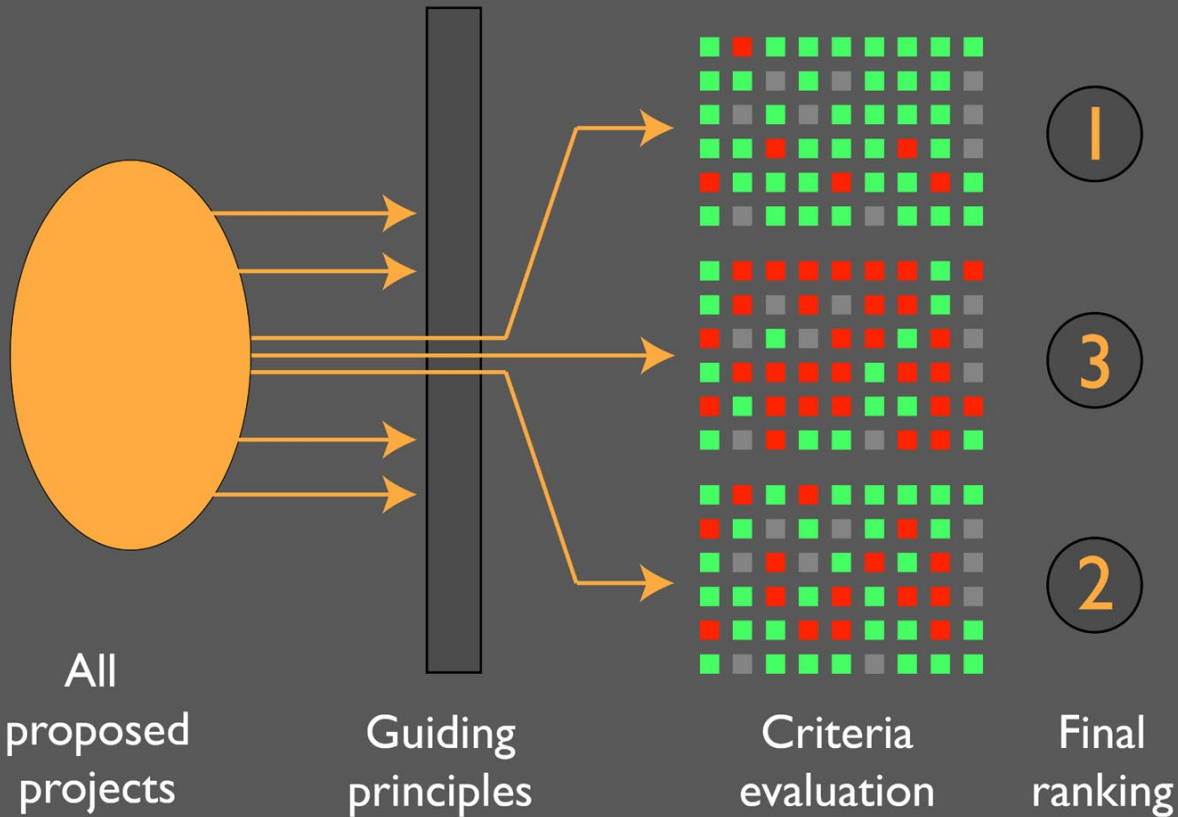 1
3
2
All
proposed
projects
Guiding
principles
Criteria
evaluation
Final
ranking